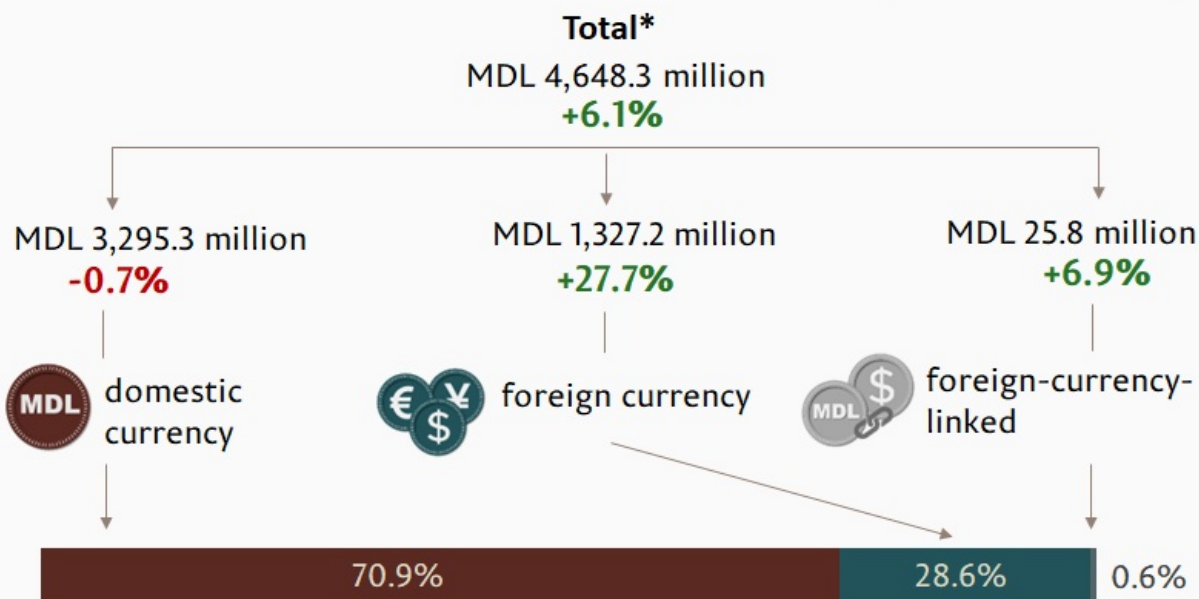 Total*
MDL 4,648.3 million
+6.1%
MDL 3,295.3 million
-0.7%
MDL 1,327.2 million
+27.7%
MDL 25.8 million
+6.9%
MDL
domestic
currency
€ ¥
$
foreign currency
MDL $
foreign-currency-
linked
70.9%
28.6%
0.6%